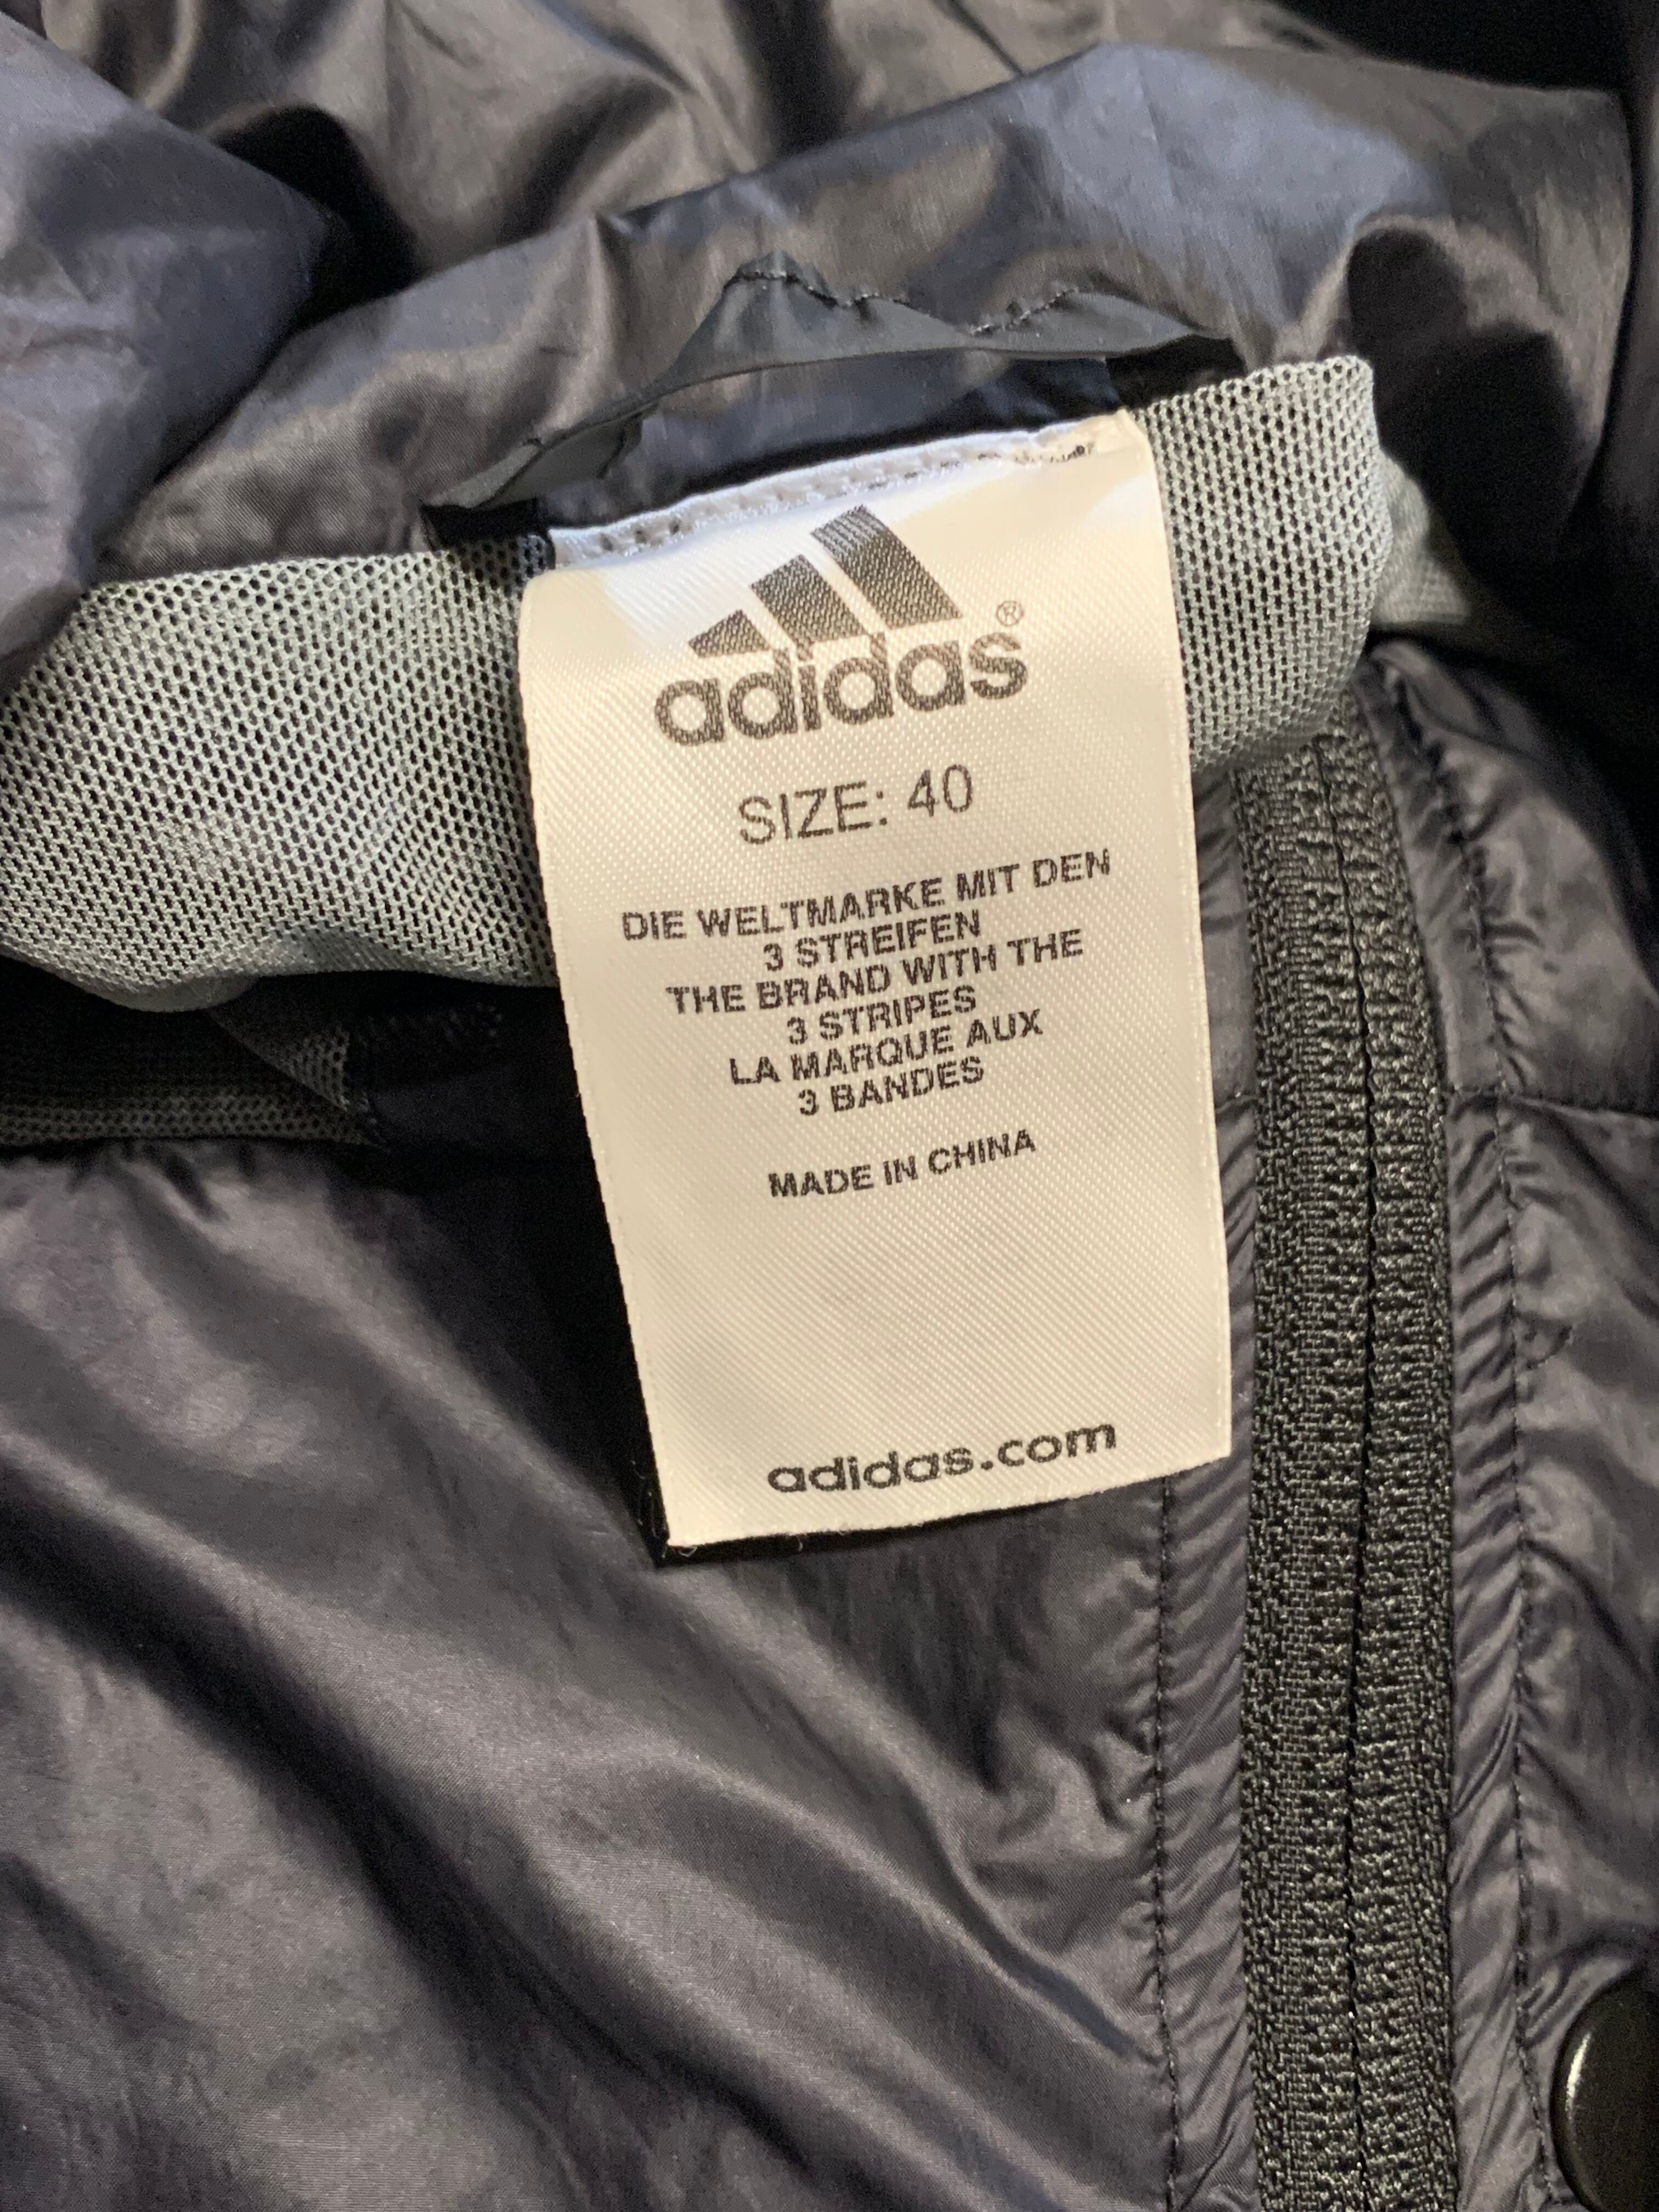 adidas®
SIZE: 40
DIE WELTMARKE MIT DEN
3 STREIFEN
THE BRAND WITH THE
3 STRIPES
LA MARQUE AUX
3 BANDES
MADE IN CHINA
adidas.com